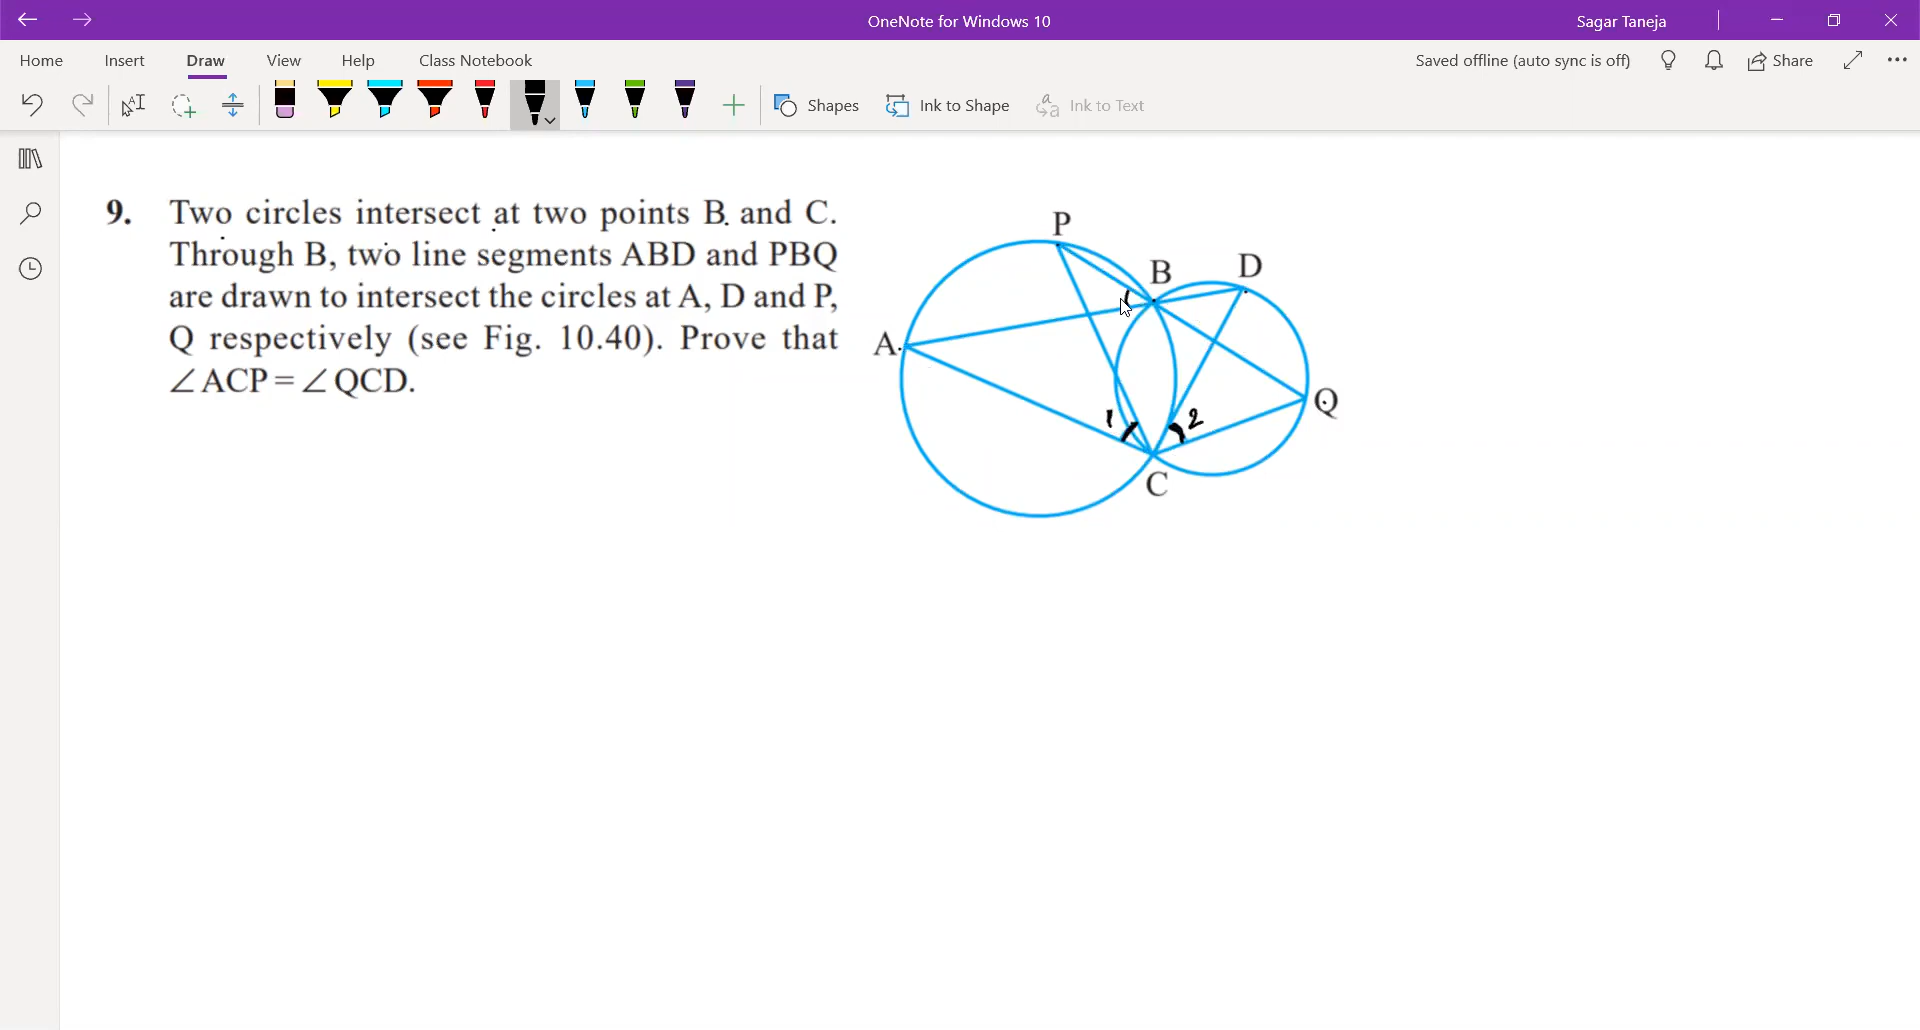 OneNote for Windows 10
Sagar Taneja
Home Insert Draw View Help Class Notebook
Saved offline (auto sync is off) Share
Shapes Ink to Shape Ink to Text
9. Two circles intersect at two points B and C.
Through B, two line segments ABD and PBQ
are drawn to intersect the circles at A, D and P,
Q respectively (see Fig. 10.40). Prove that
∠ACP = ∠QCD.
P
B D
A
Q
1 2
C